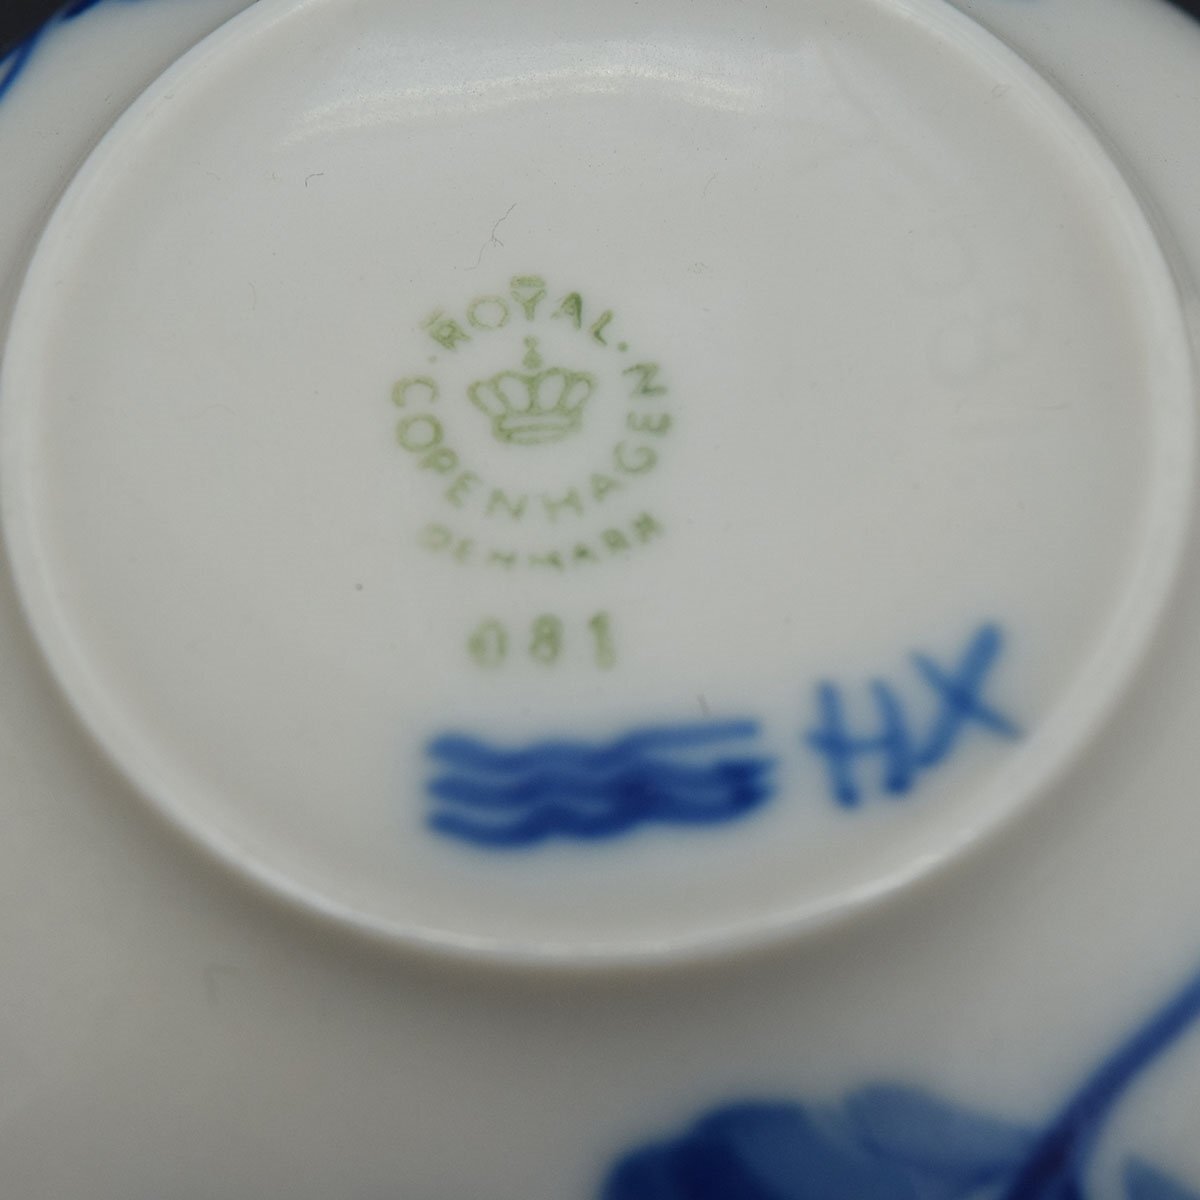 ROYAL
COPENHAGEN
DENMARK
081
HX